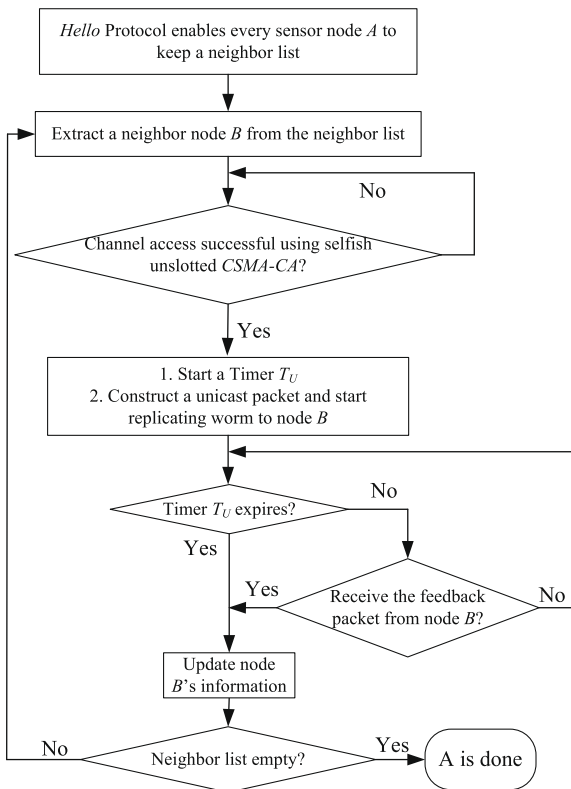 Hello Protocol enables every sensor node A to
keep a neighbor list
Extract a neighbor node B from the neighbor list
No
Channel access successful using selfish
unslotted CSMA-CA?
Yes
1. Start a Timer TU
2. Construct a unicast packet and start
replicating worm to node B
Timer TU expires?
No
Yes
Yes
Receive the feedback
packet from node B?
No
Update node
B's information
No
Neighbor list empty?
Yes
A is done